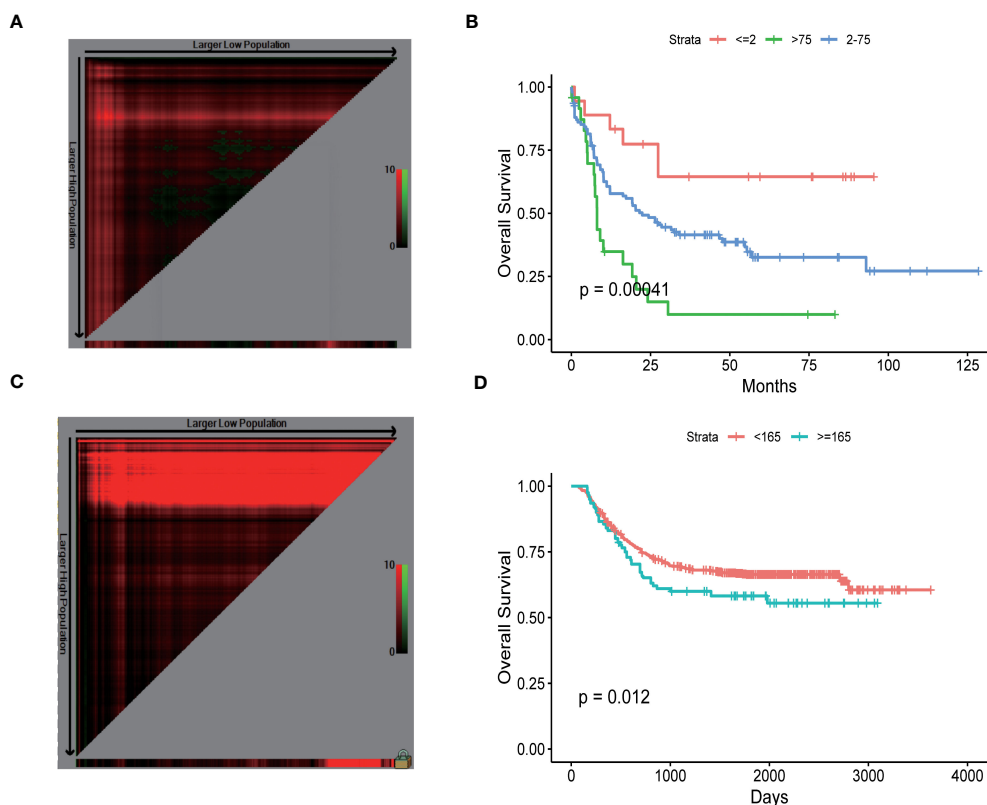 A
Larger Low Population
Larger High Population
10
0
B
Strata <=2 >75 2-75
Overall Survival
1.00
0.75
0.50
0.25
0.00
p = 0.00041
0 25 50 75 100 125
Months
C
Larger Low Population
Larger High Population
10
0
D
Strata <165 >=165
Overall Survival
1.00
0.75
0.50
0.25
0.00
p = 0.012
0 1000 2000 3000 4000
Days